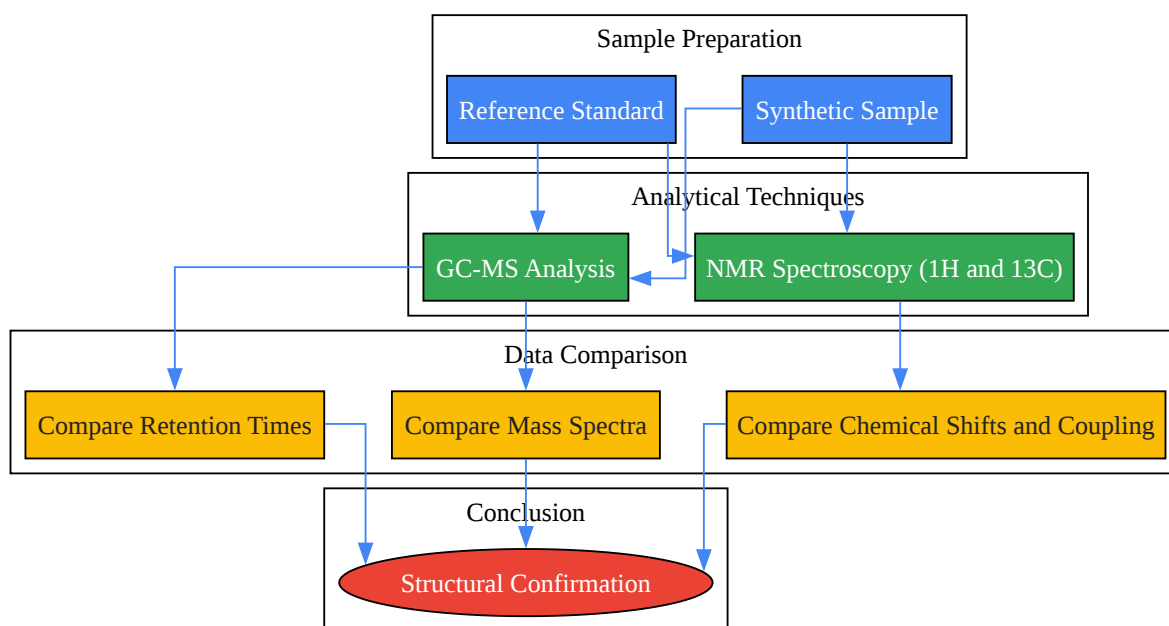 Sample Preparation
Reference Standard
Synthetic Sample
Analytical Techniques
GC-MS Analysis
NMR Spectroscopy (1H and 13C)
Data Comparison
Compare Retention Times
Compare Mass Spectra
Compare Chemical Shifts and Coupling
Conclusion
Structural Confirmation